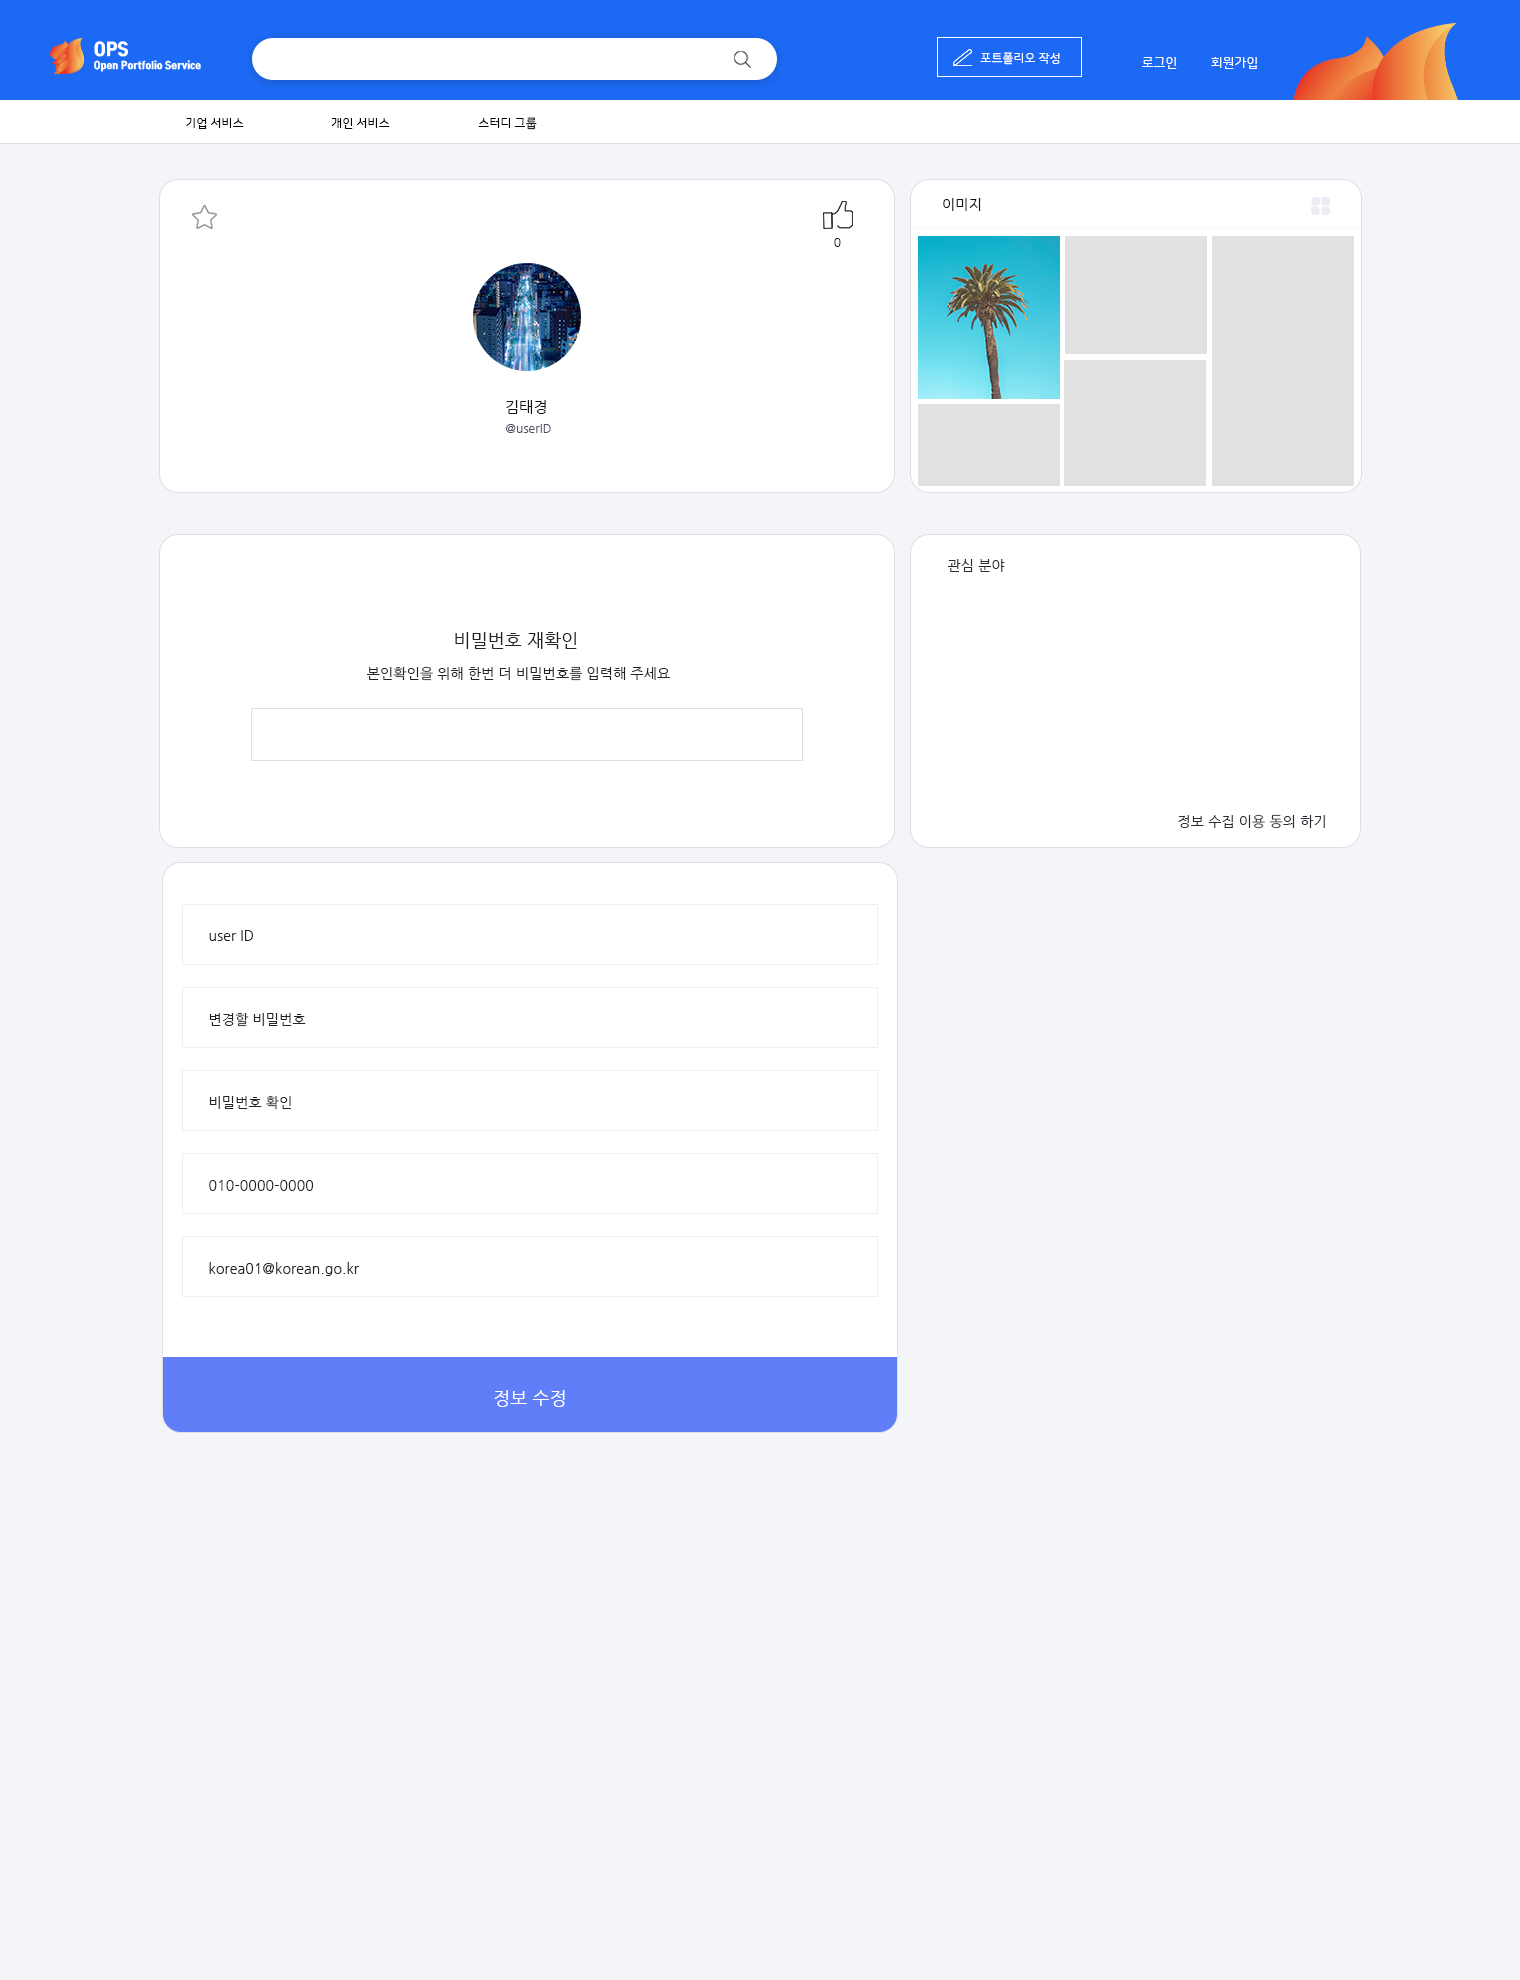 OPS
Open Portfolio Service
포트폴리오 작성
로그인
회원가입
기업 서비스
개인 서비스
스터디 그룹
0
김태경
@userID
이미지
비밀번호 재확인
본인확인을 위해 한번 더 비밀번호를 입력해 주세요
관심 분야
정보 수집 이용 동의 하기
user ID
변경할 비밀번호
비밀번호 확인
010-0000-0000
korea01@korean.go.kr
정보 수정